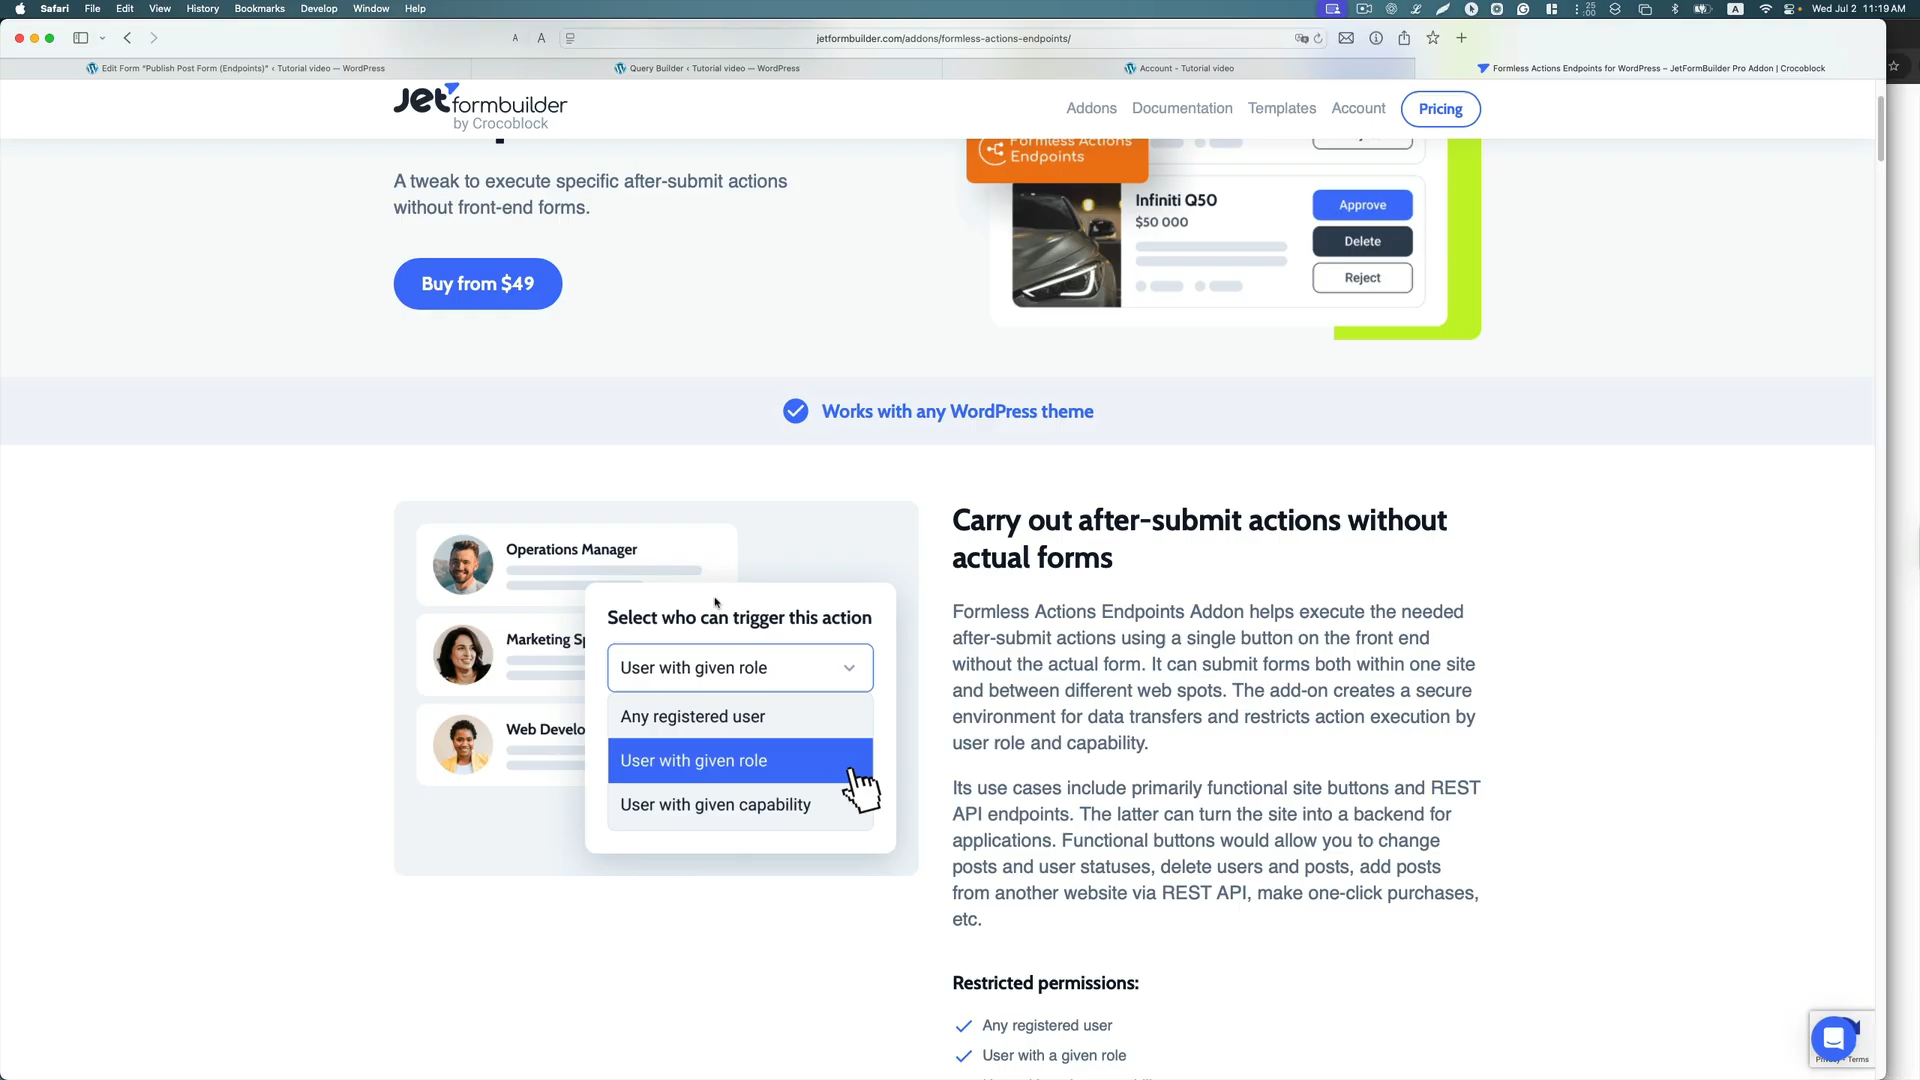 Safari File Edit View History Bookmarks Develop Window Help
25
:00
A
Wed Jul 2 11:19 AM
A A
jetformbuilder.com/addons/formless-actions-endpoints/
Edit Form "Publish Post Form (Endpoints)" ‹ Tutorial video — WordPress
Query Builder ‹ Tutorial video — WordPress
Account - Tutorial video
Formless Actions Endpoints for WordPress – JetFormBuilder Pro Addon | Crocoblock
Jetformbuilder
by Crocoblock
Addons Documentation Templates Account Pricing
Formless Actions
Endpoints
A tweak to execute specific after-submit actions
without front-end forms.
Buy from $49
Infiniti Q50
$50 000
Approve
Delete
Reject
Works with any WordPress theme
Operations Manager
Marketing Sp
Web Develo
Select who can trigger this action
User with given role
Any registered user
User with given role
User with given capability
Carry out after-submit actions without
actual forms
Formless Actions Endpoints Addon helps execute the needed
after-submit actions using a single button on the front end
without the actual form. It can submit forms both within one site
and between different web spots. The add-on creates a secure
environment for data transfers and restricts action execution by
user role and capability.
Its use cases include primarily functional site buttons and REST
API endpoints. The latter can turn the site into a backend for
applications. Functional buttons would allow you to change
posts and user statuses, delete users and posts, add posts
from another website via REST API, make one-click purchases,
etc.
Restricted permissions:
Any registered user
User with a given role
Terms